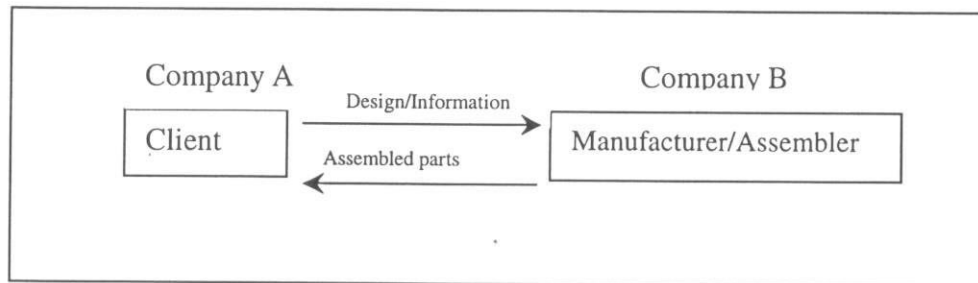 Company A
Company B
Design/Information
Client
Manufacturer/Assembler
Assembled parts